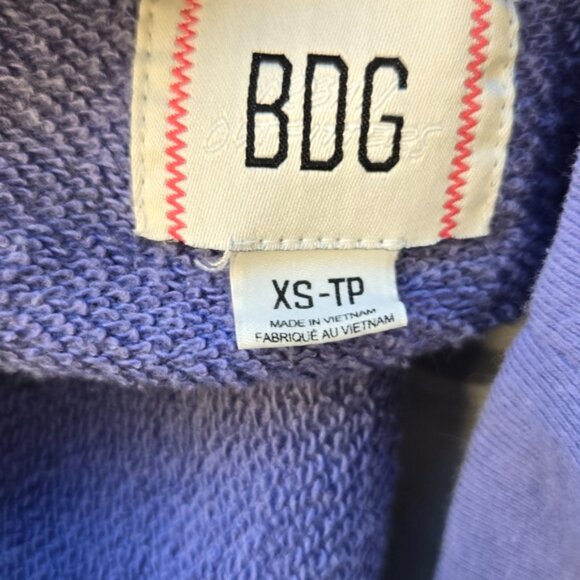 BDG
XS-TP
MADE IN VIETNAM
FABRIQUÉ AU VIETNAM